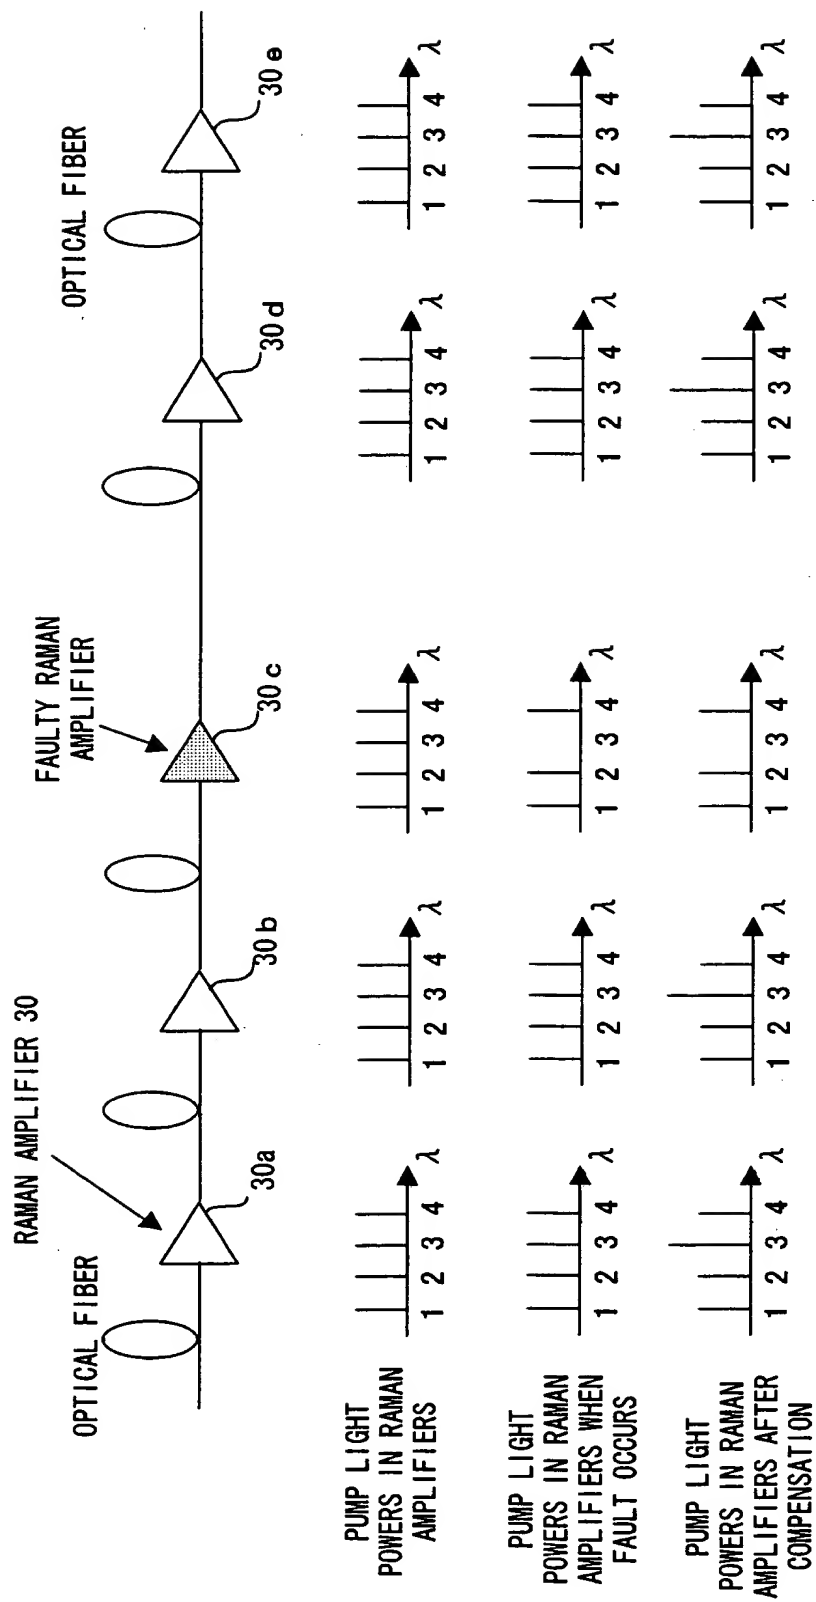 OPTICAL FIBER
RAMAN AMPLIFIER 30
FAULTY RAMAN
AMPLIFIER
OPTICAL FIBER
30a
30b
30c
30d
30e
PUMP LIGHT
POWERS IN RAMAN
AMPLIFIERS
1 2 3 4 λ
1 2 3 4 λ
1 2 3 4 λ
1 2 3 4 λ
1 2 3 4 λ
PUMP LIGHT
POWERS IN RAMAN
AMPLIFIERS WHEN
FAULT OCCURS
1 2 3 4 λ
1 2 3 4 λ
1 2 3 4 λ
1 2 3 4 λ
1 2 3 4 λ
PUMP LIGHT
POWERS IN RAMAN
AMPLIFIERS AFTER
COMPENSATION
1 2 3 4 λ
1 2 3 4 λ
1 2 3 4 λ
1 2 3 4 λ
1 2 3 4 λ